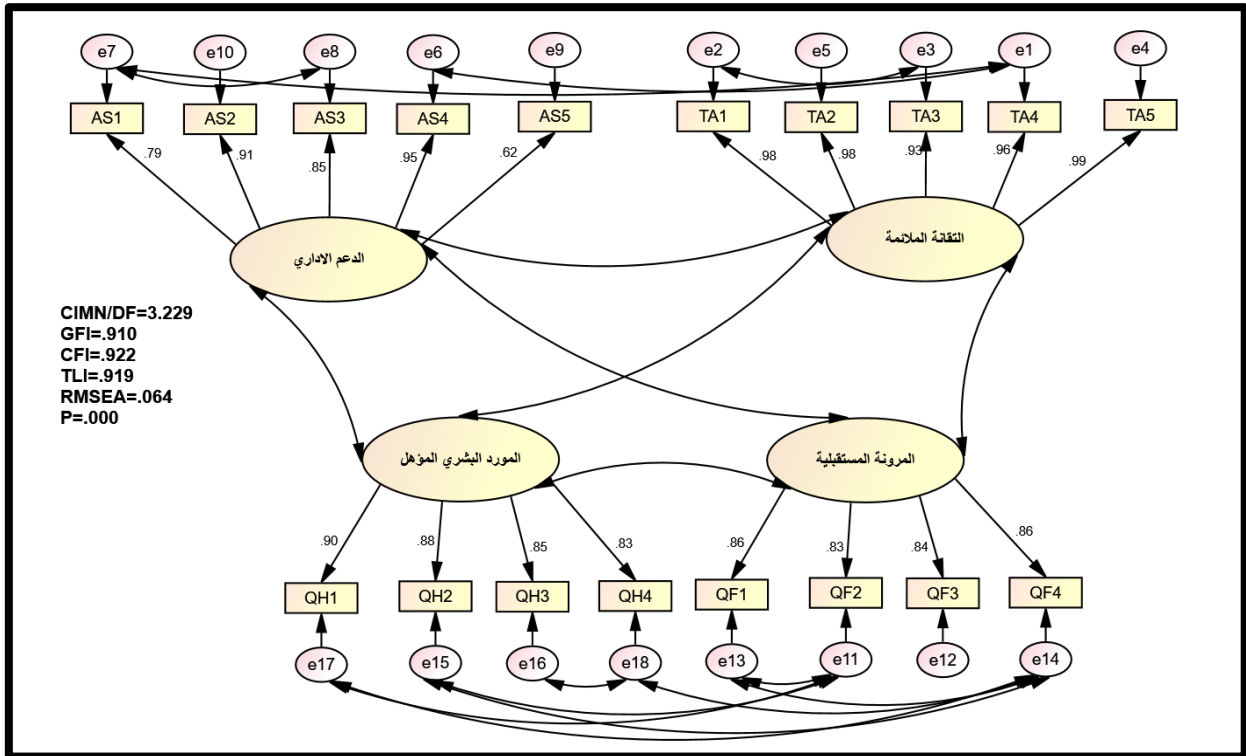 e7 e10 e8 e6 e9 e2 e5 e3 e1 e4
AS1 AS2 AS3 AS4 AS5 TA1 TA2 TA3 TA4 TA5
.79 .91 .85 .95 .62 .98 .98 .93 .96 .99
الدعم الاداري
التقانة الملائمة
CIMN/DF=3.229
GFI=.910
CFI=.922
TLI=.919
RMSEA=.064
P=.000
المورد البشري المؤهل
المرونة المستقبلية
.90 .88 .85 .83 .86 .83 .84 .86
QH1 QH2 QH3 QH4 QF1 QF2 QF3 QF4
e17 e15 e16 e18 e13 e11 e12 e14